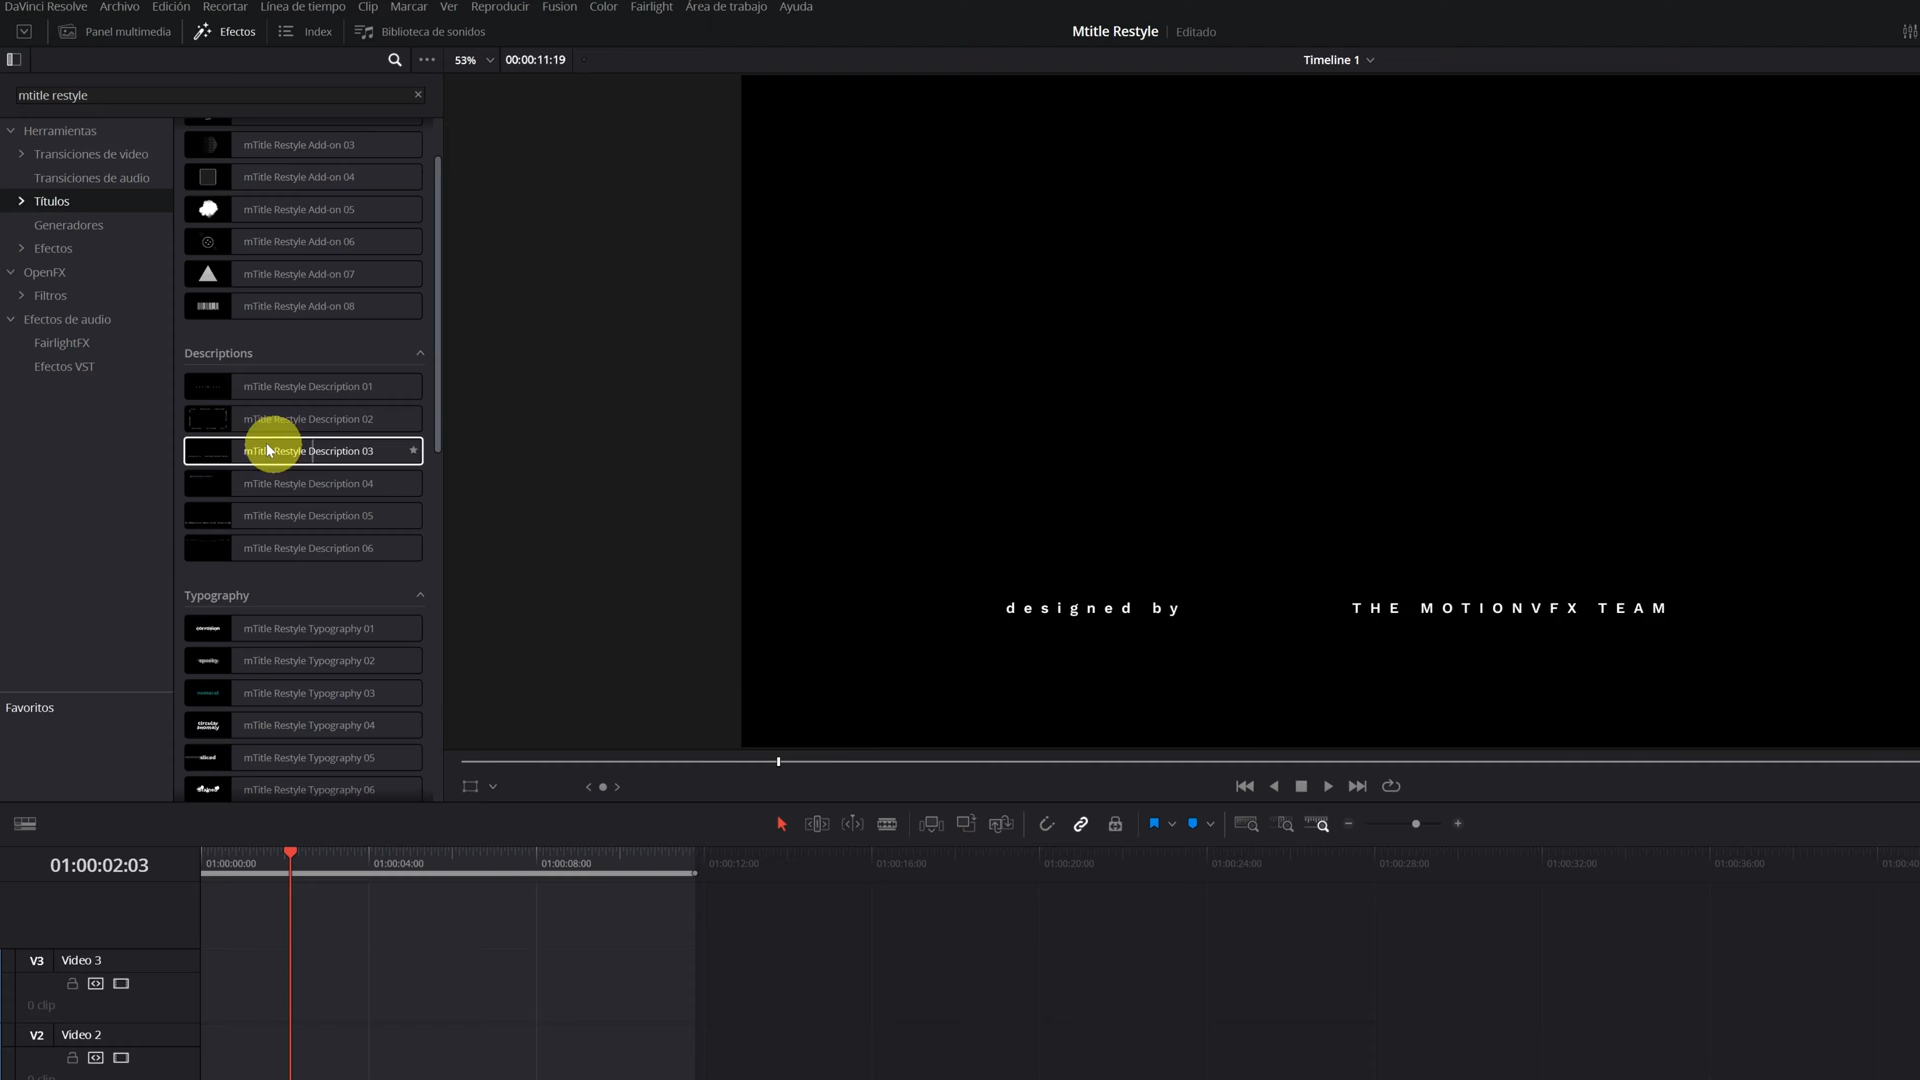 DaVinci Resolve Archivo Edición Recortar Línea de tiempo Clip Marcar Ver Reproducir Fusion Color Fairlight Área de trabajo Ayuda
Panel multimedia Efectos Index Biblioteca de sonidos Mtitle Restyle Editado
53% 00:00:11:19 Timeline 1
mtitle restyle
Herramientas
Transiciones de video
Transiciones de audio
Títulos
Generadores
Efectos
OpenFX
Filtros
Efectos de audio
FairlightFX
Efectos VST
Favoritos
mTitle Restyle Add-on 03
mTitle Restyle Add-on 04
mTitle Restyle Add-on 05
mTitle Restyle Add-on 06
mTitle Restyle Add-on 07
mTitle Restyle Add-on 08
Descriptions
mTitle Restyle Description 01
mTitle Restyle Description 02
mTitle Restyle Description 03
mTitle Restyle Description 04
mTitle Restyle Description 05
mTitle Restyle Description 06
Typography
corrosion mTitle Restyle Typography 01
spooky mTitle Restyle Typography 02
mTitle Restyle Typography 03
circular anomaly mTitle Restyle Typography 04
sliced mTitle Restyle Typography 05
mTitle Restyle Typography 06
designed by THE MOTIONVFX TEAM
01:00:02:03
01:00:00:00 01:00:04:00 01:00:08:00 01:00:12:00 01:00:16:00 01:00:20:00 01:00:24:00 01:00:28:00 01:00:32:00 01:00:36:00 01:00:40
V3 Video 3
0 clip
V2 Video 2
0 clip